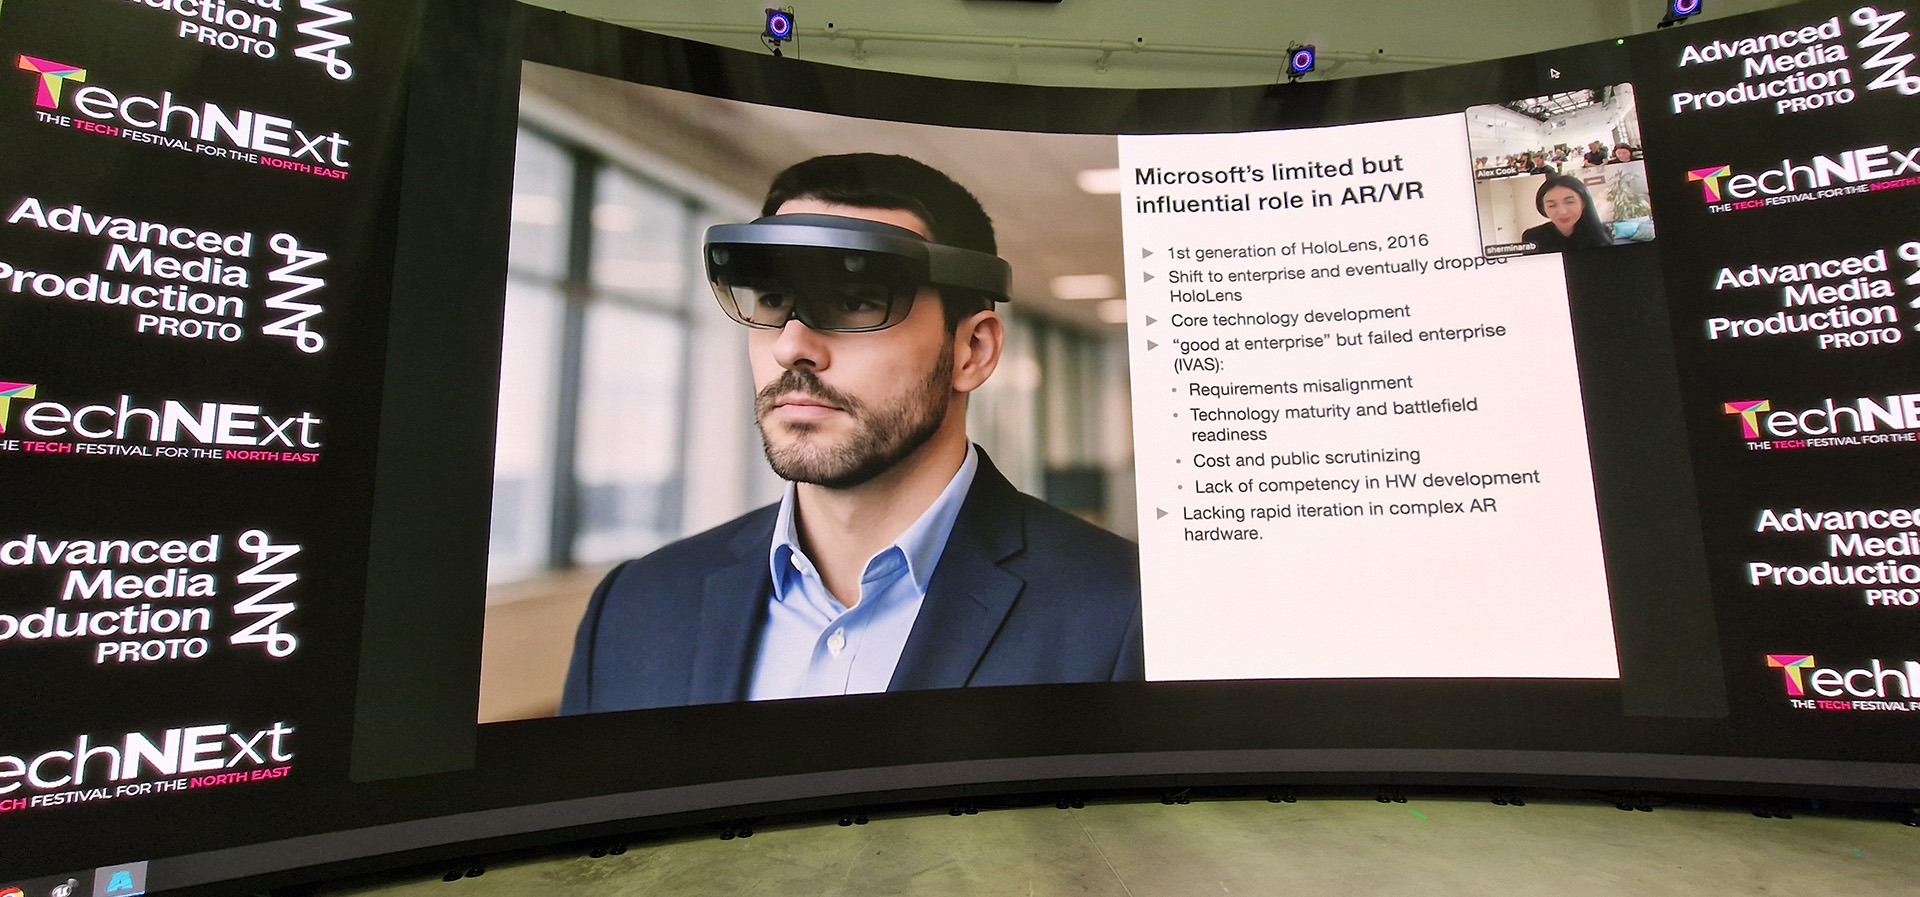 ction
PROTO
TechNExt
THE TECH FESTIVAL FOR THE NORTH EAST
Advanced
Media
Production
PROTO
echNExt
HE TECH FESTIVAL FOR THE NORTH EAST
dvanced
Media
oduction
PROTO
echNExt
CH FESTIVAL FOR THE NORTH EAST
Microsoft's limited but
influential role in AR/VR
1st generation of HoloLens, 2016
Shift to enterprise and eventually dropped
HoloLens
Core technology development
"good at enterprise" but failed enterprise
(IVAS):
Requirements misalignment
Technology maturity and battlefield
readiness
Cost and public scrutinizing
Lack of competency in HW development
Lacking rapid iteration in complex AR
hardware.
Alex Cook
sherminarab
Advanced
Media
Production
PROTO
TechNEx
THE TECH FESTIVAL FOR THE NORTH
Advanced
Media
Production
PROTO
TechNE
THE TECH FESTIVAL FOR THE
Advance
Medi
Productio
PRO
Tech
THE TECH FESTIVAL F